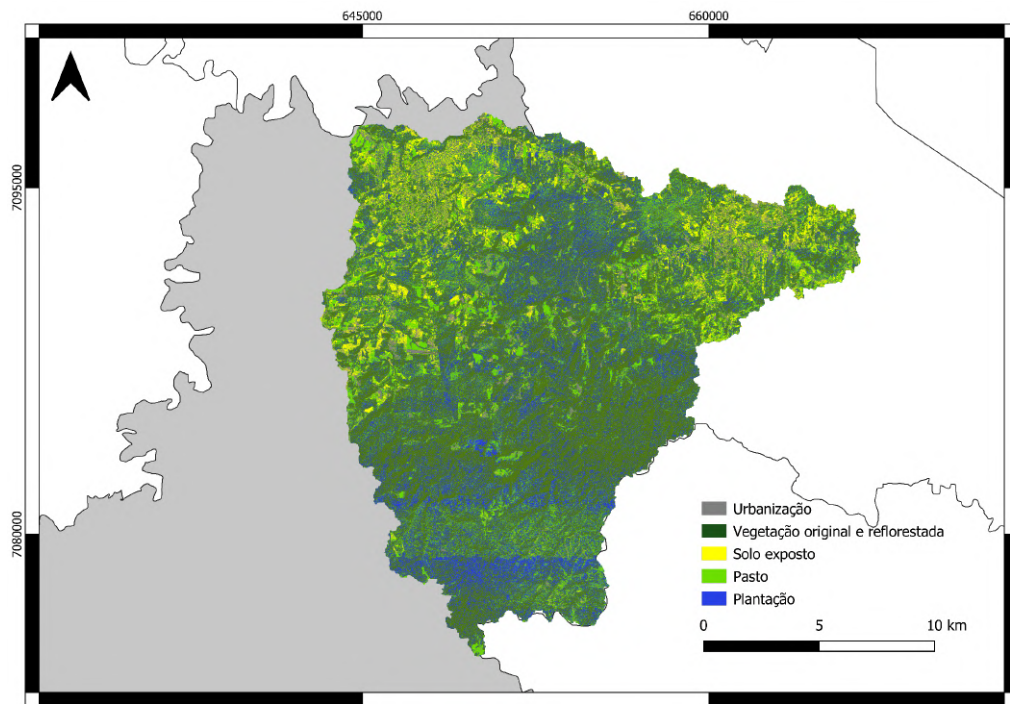 645000
660000
7095000
7080000
Urbanização
Vegetação original e reflorestada
Solo exposto
Pasto
Plantação
0
5
10 km